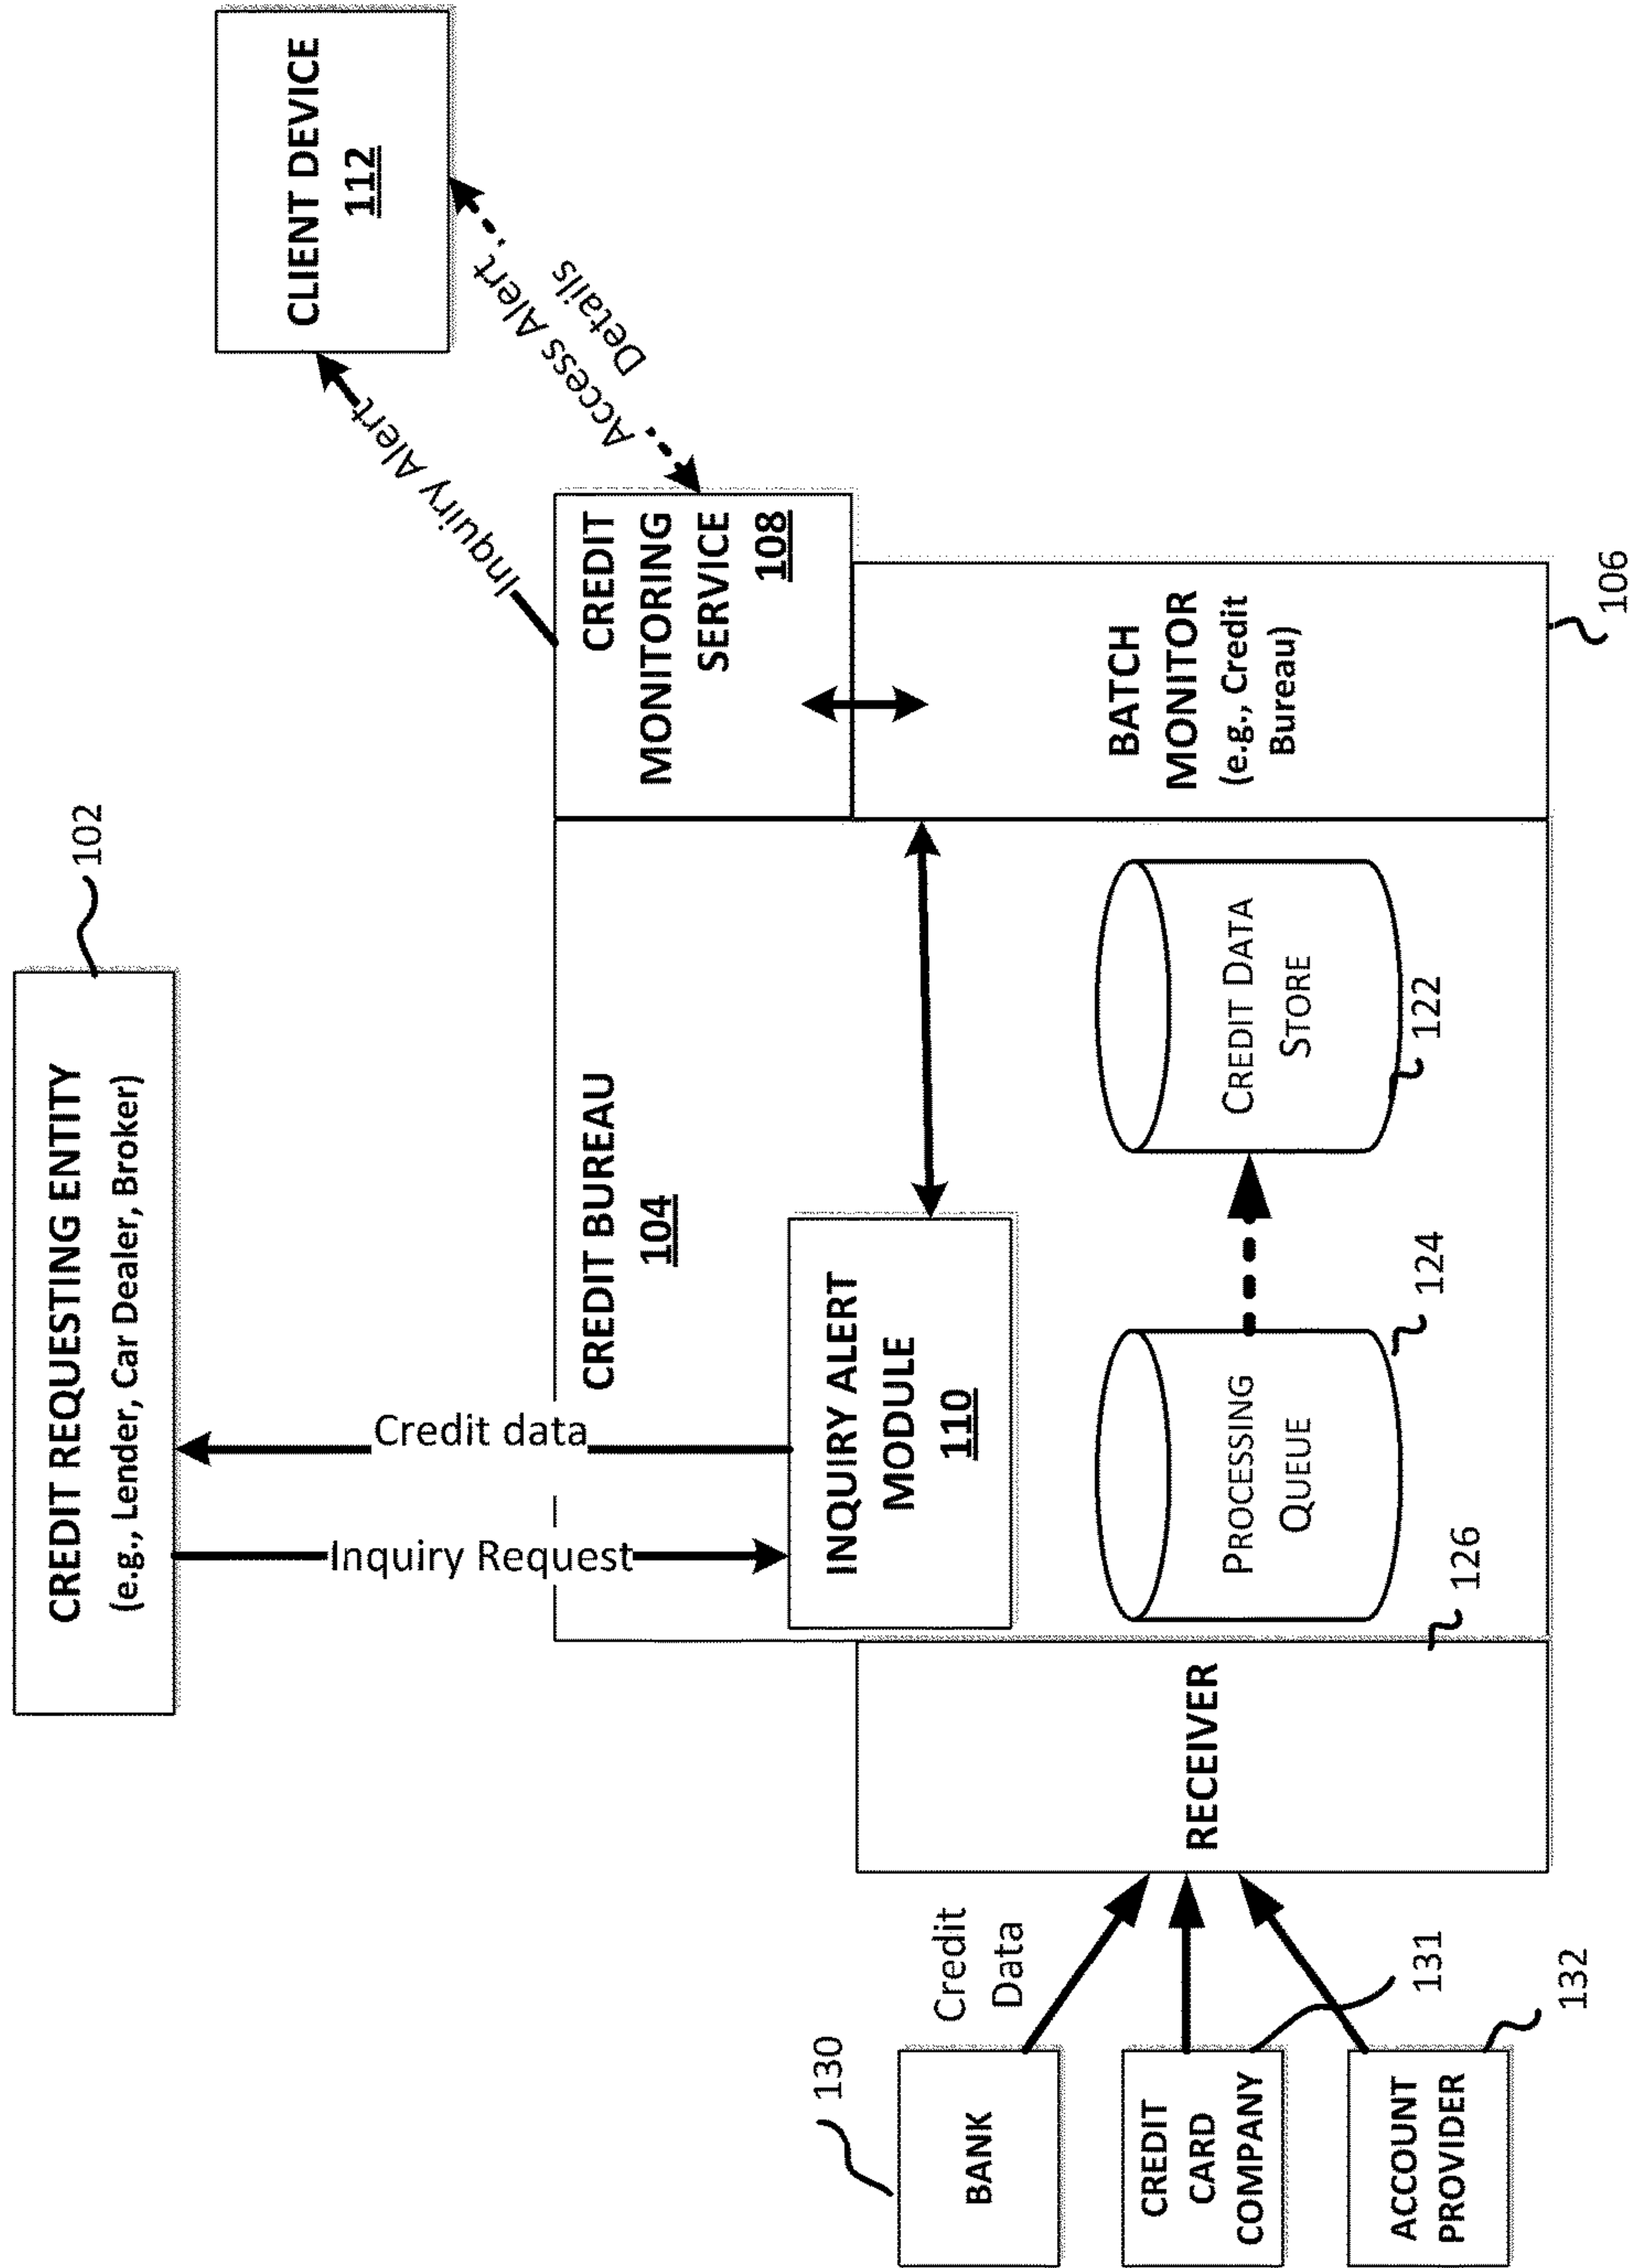 CREDIT REQUESTING ENTITY
(e.g., Lender, Car Dealer, Broker)
102
Inquiry Request
Credit data
CREDIT BUREAU
104
INQUIRY ALERT
MODULE
110
CREDIT
MONITORING
SERVICE
108
Inquiry Alert
Access Alert
Details
CLIENT DEVICE
112
BATCH
MONITOR
(e.g., Credit
Bureau)
106
PROCESSING
QUEUE
124
CREDIT DATA
STORE
122
RECEIVER
126
Credit
Data
130
BANK
CREDIT
CARD
COMPANY
131
ACCOUNT
PROVIDER
132